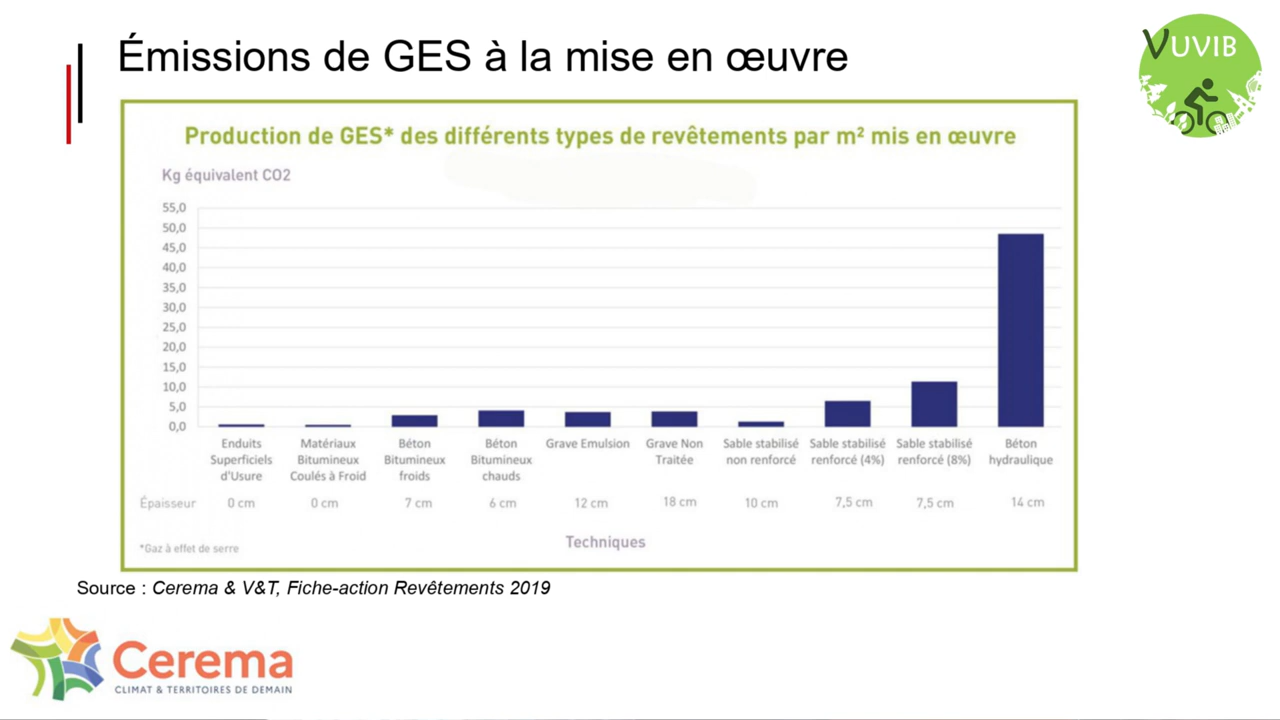 Émissions de GES à la mise en œuvre
VUVIB
Production de GES* des différents types de revêtements par m² mis en œuvre
Kg équivalent CO2
55,0
50,0
45,0
40,0
35,0
30,0
25,0
20,0
15,0
10,0
5,0
0,0
Enduits Superficiels d'Usure
Matériaux Bitumineux Coulés à Froid
Béton Bitumineux froids
Béton Bitumineux chauds
Grave Emulsion
Grave Non Traitée
Sable stabilisé non renforcé
Sable stabilisé renforcé (4%)
Sable stabilisé renforcé (8%)
Béton hydraulique
Épaisseur 0 cm 0 cm 7 cm 6 cm 12 cm 18 cm 10 cm 7,5 cm 7,5 cm 14 cm
Techniques
*Gaz à effet de serre
Source : Cerema & V&T, Fiche-action Revêtements 2019
Cerema
CLIMAT & TERRITOIRES DE DEMAIN